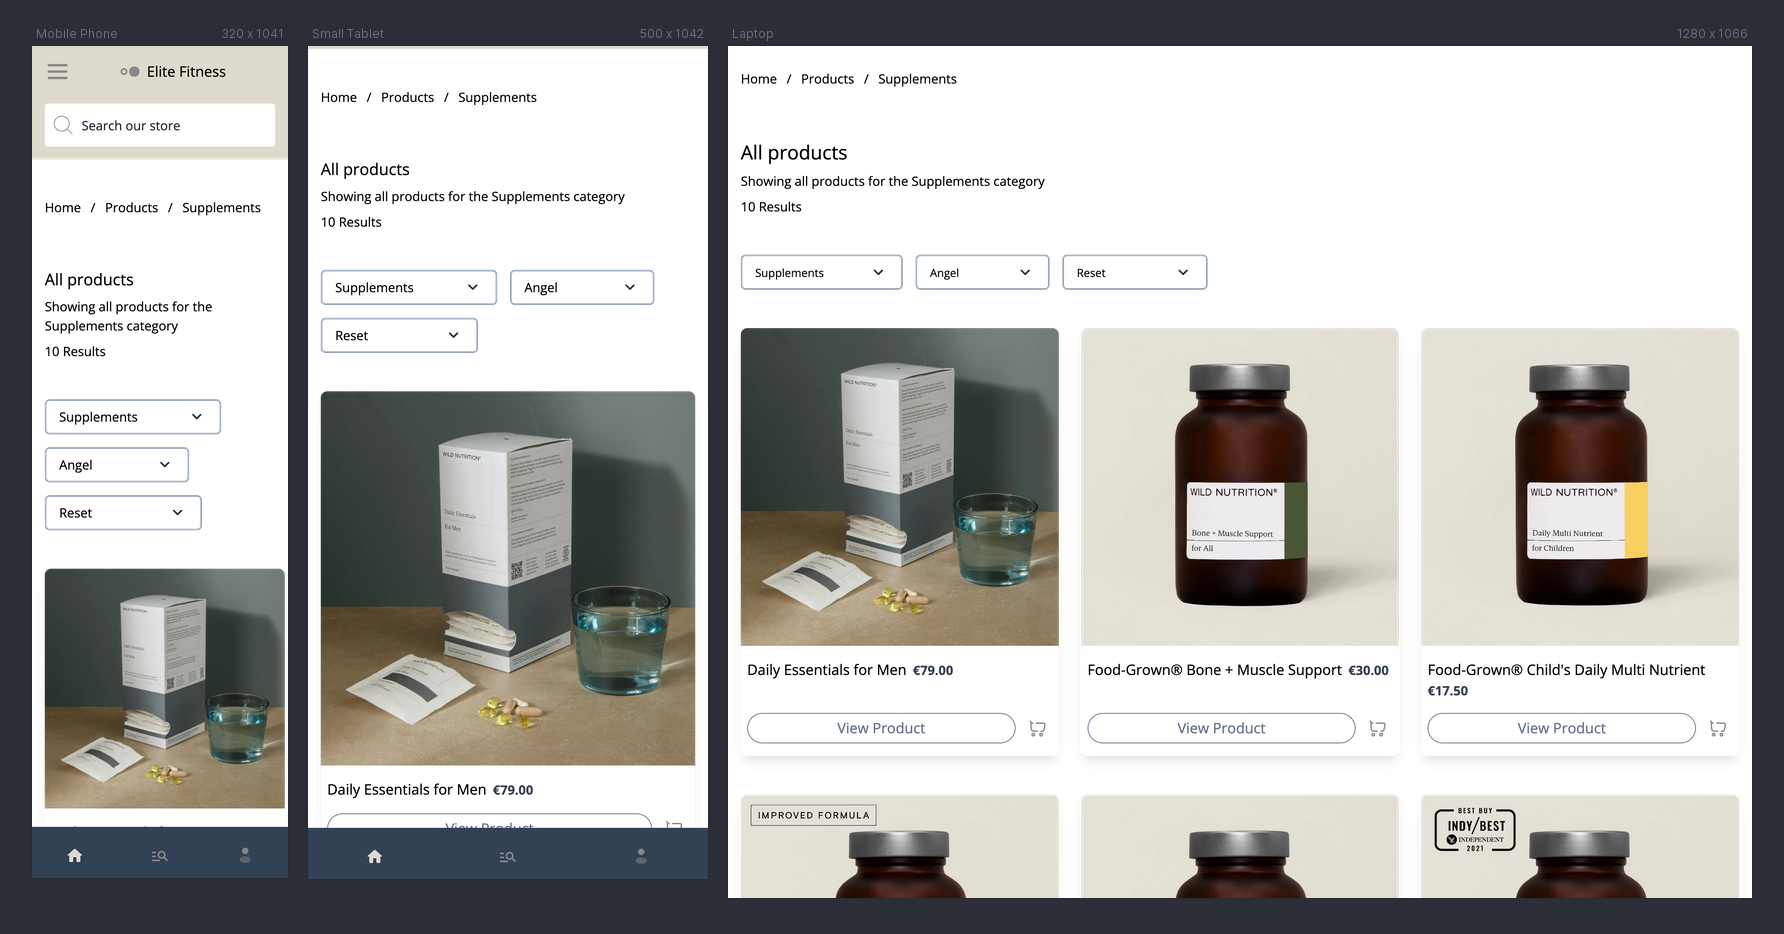 Mobile Phone
320 x 1041
Elite Fitness
Search our store
Home / Products / Supplements
All products
Showing all products for the
Supplements category
10 Results
Supplements
Angel
Reset
WILD NUTRITION®
Small Tablet
500 x 1042
Home / Products / Supplements
All products
Showing all products for the Supplements category
10 Results
Supplements
Angel
Reset
WILD NUTRITION®
Daily Essentials
For Men
Daily Essentials for Men €79.00
View Product
Laptop
1280 x 1066
Home / Products / Supplements
All products
Showing all products for the Supplements category
10 Results
Supplements
Angel
Reset
WILD NUTRITION®
Daily Essentials
For Men
Daily Essentials for Men €79.00
View Product
WILD NUTRITION®
Bone + Muscle Support
for All
Food-Grown® Bone + Muscle Support €30.00
View Product
WILD NUTRITION®
Daily Multi Nutrient
for Children
Food-Grown® Child's Daily Multi Nutrient
€17.50
View Product
IMPROVED FORMULA
BEST BUY
INDY/BEST
INDEPENDENT
2021